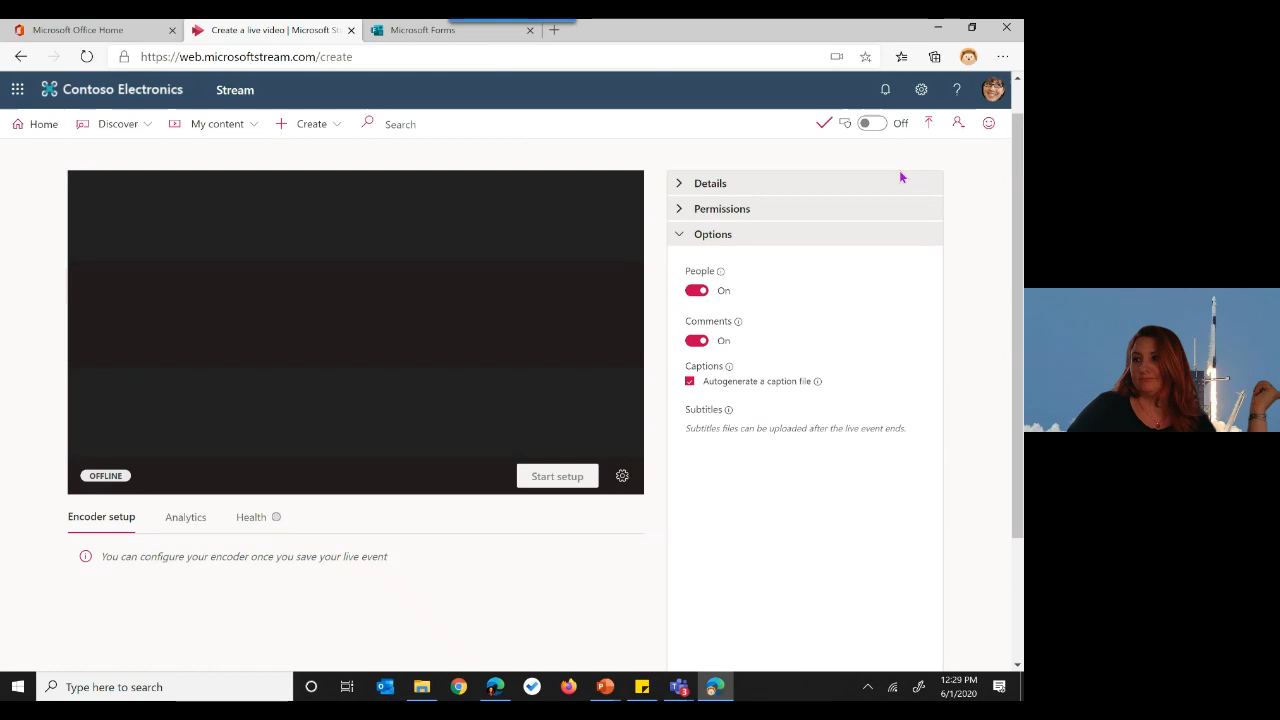 Microsoft Office Home
Create a live video | Microsoft St
Microsoft Forms
https://web.microsoftstream.com/create
Contoso Electronics
Stream
Home
Discover
My content
Create
Search
Off
Details
Permissions
Options
People
On
Comments
On
Captions
Autogenerate a caption file
Subtitles
Subtitles files can be uploaded after the live event ends.
OFFLINE
Start setup
Encoder setup
Analytics
Health
You can configure your encoder once you save your live event
Type here to search
3
12:29 PM
6/1/2020